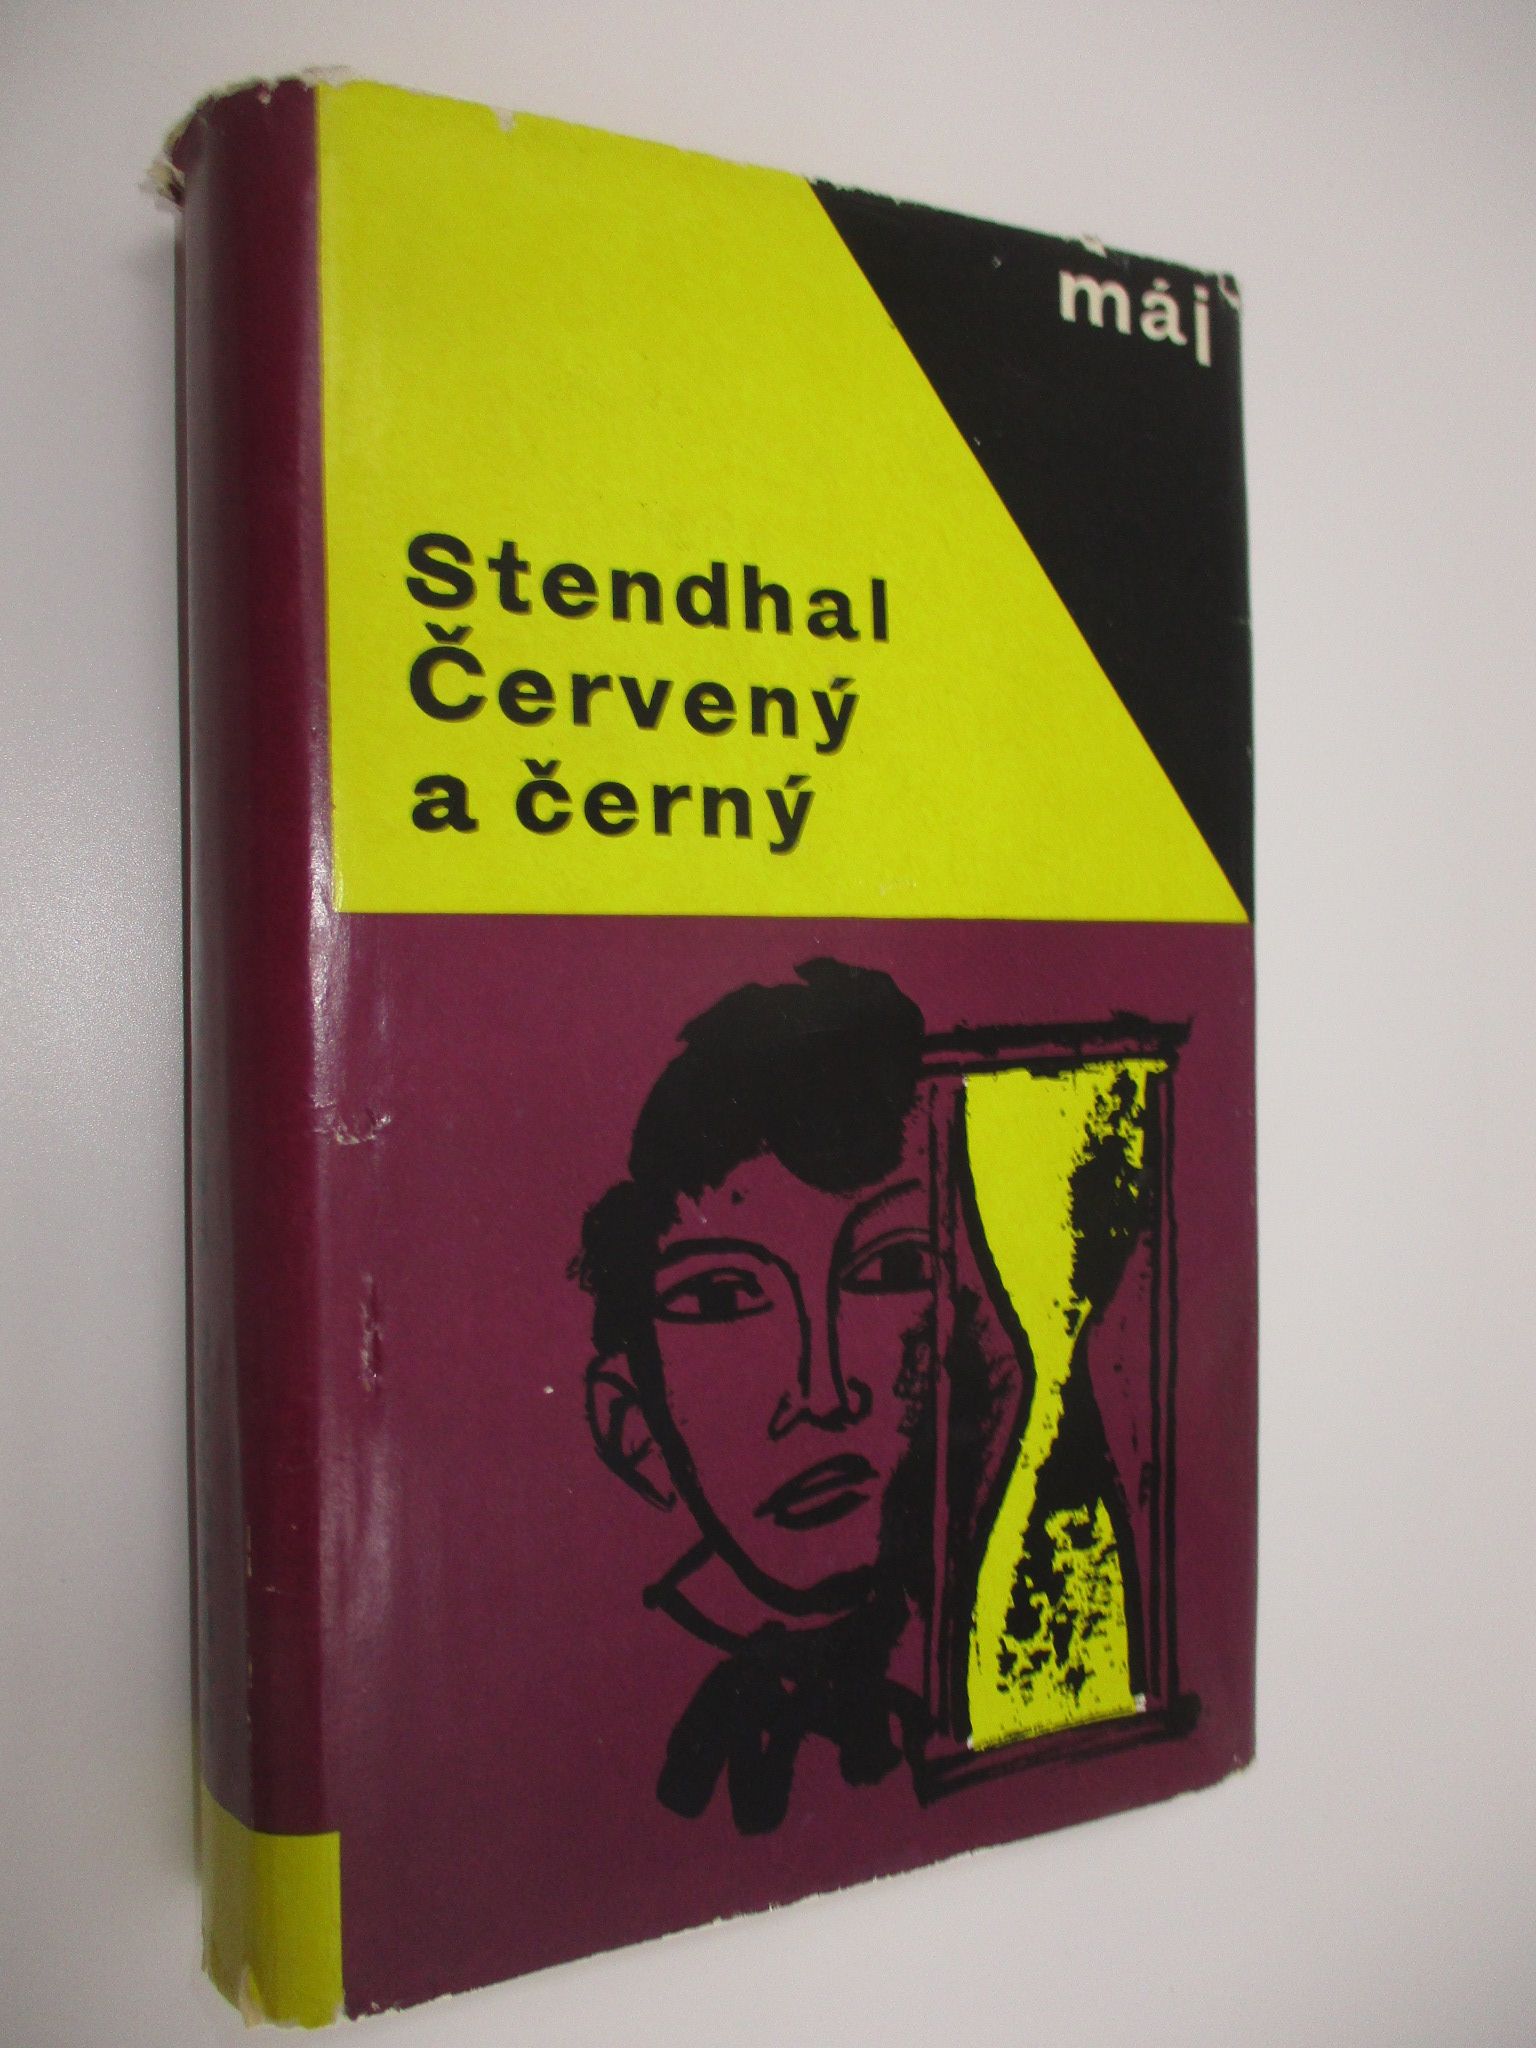 máj
Stendhal
Červený
a černý